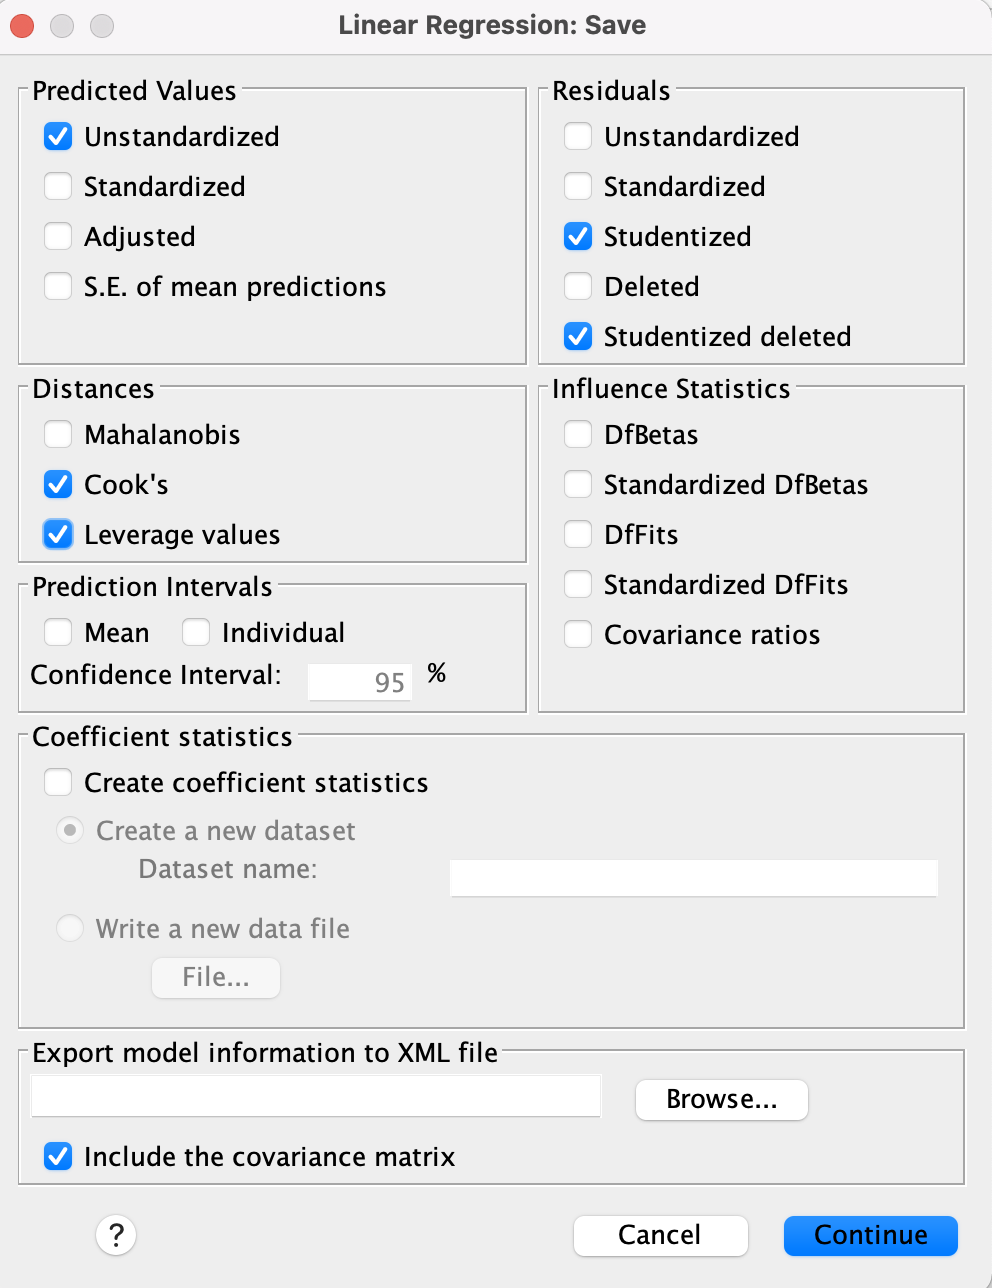 Linear Regression: Save
Predicted Values
Unstandardized
Standardized
Adjusted
S.E. of mean predictions
Residuals
Unstandardized
Standardized
Studentized
Deleted
Studentized deleted
Distances
Mahalanobis
Cook's
Leverage values
Influence Statistics
DfBetas
Standardized DfBetas
DfFits
Standardized DfFits
Covariance ratios
Prediction Intervals
Mean Individual
Confidence Interval: 95 %
Coefficient statistics
Create coefficient statistics
Create a new dataset
Dataset name:
Write a new data file
File...
Export model information to XML file
Browse...
Include the covariance matrix
? Cancel Continue